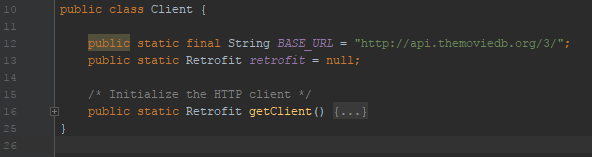 10 public class Client {
11
12 public static final String BASE_URL = "http://api.themoviedb.org/3/";
13 public static Retrofit retrofit = null;
14
15 /* Initialize the HTTP client */
16 public static Retrofit getClient() {...}
25 }
26